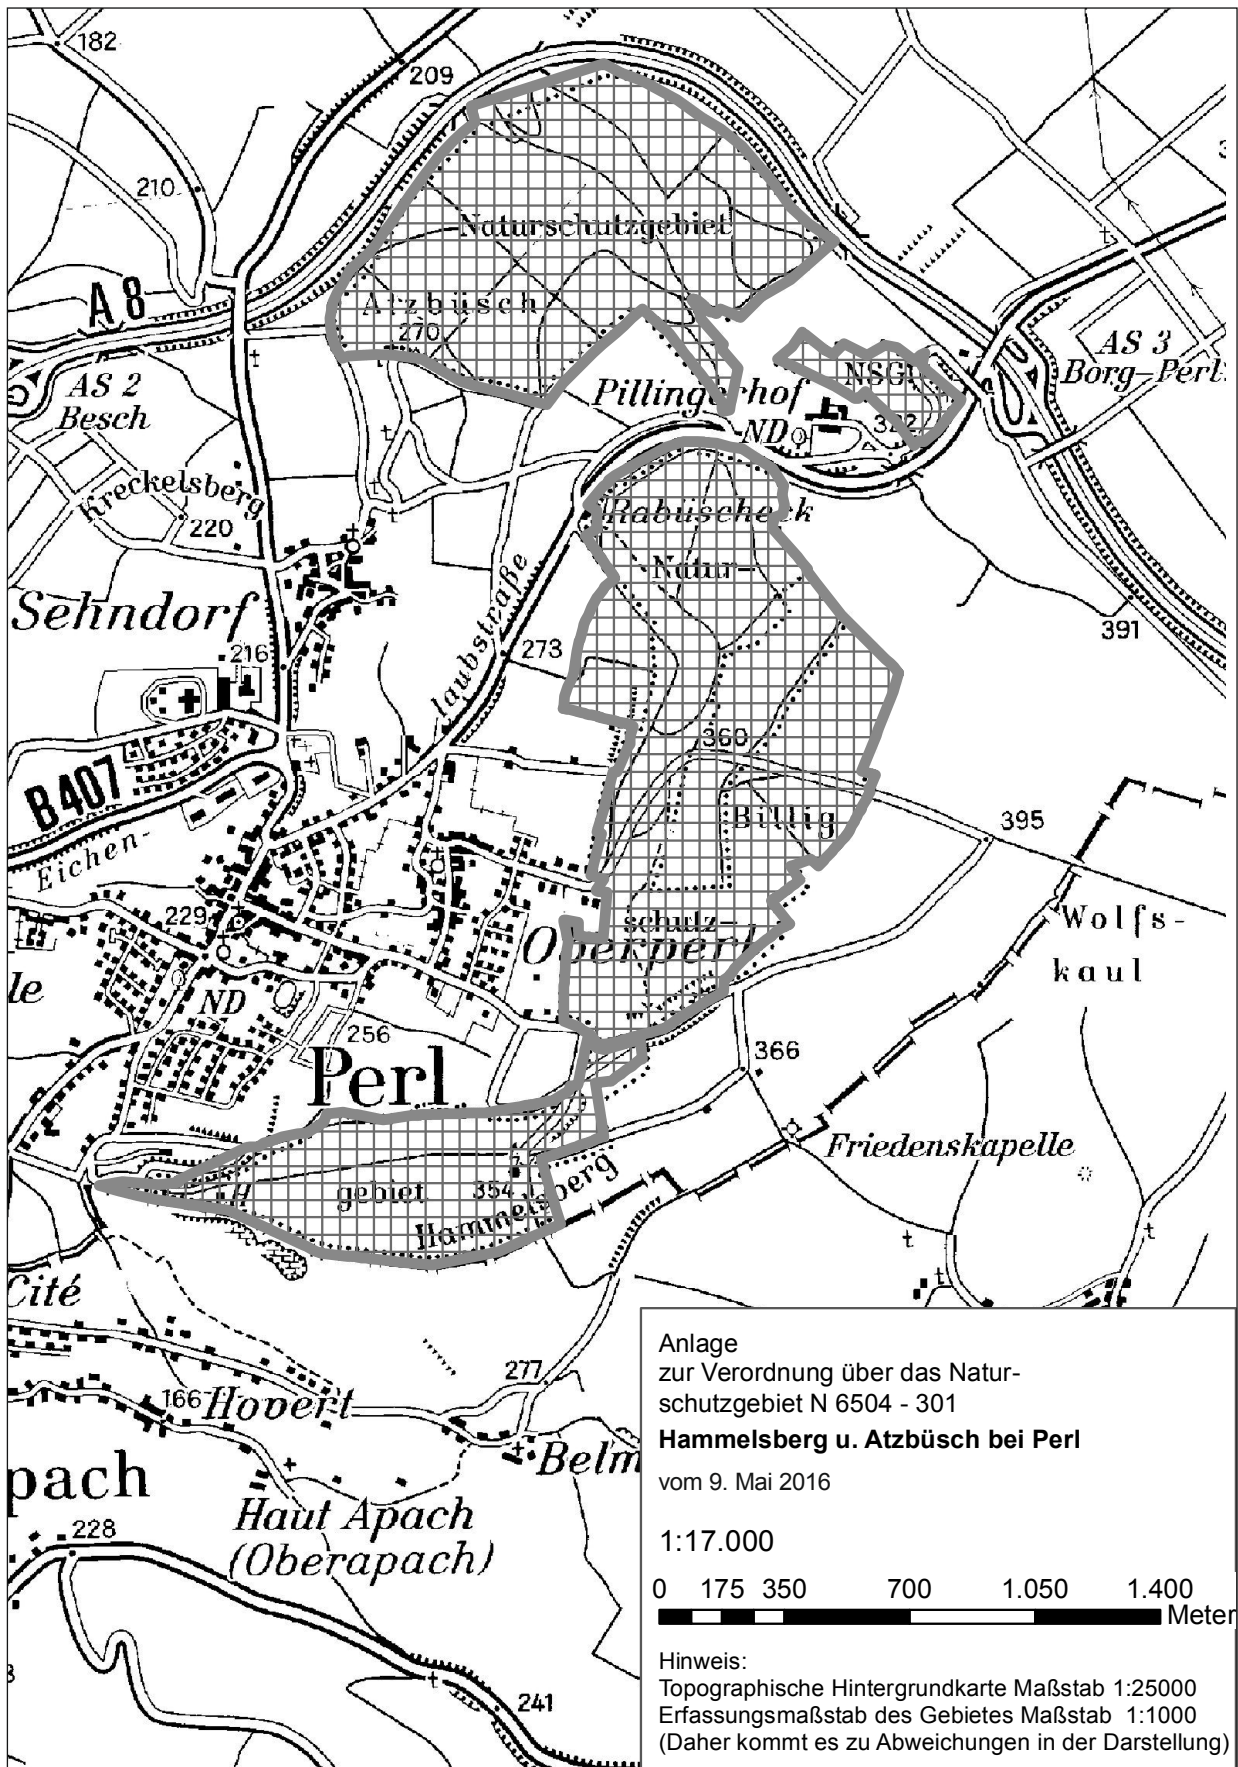 182
209
210
Naturschutzgebiet
A 8
Atzbüsch
270
AS 2
Besch
AS 3
Borg-Perl
Pillingerhof
NSG
ND
322
Kreckelsberg
220
Rabüscheck
Natur-
Sehndorf
216
laubstraße
273
391
360
B 407
Eichen-
Billig
395
229
schutz-
Oberperl
Wolfs-
kaul
le
ND
256
Perl
366
Friedenskapelle
gebiet
354
Hammelsberg
Cité
277
166
Hovert
Belm
pach
Haut Apach
(Oberapach)
228
241
Anlage
zur Verordnung über das Natur-
schutzgebiet N 6504 - 301
Hammelsberg u. Atzbüsch bei Perl
vom 9. Mai 2016
1:17.000
0 175 350 700 1.050 1.400
Meter
Hinweis:
Topographische Hintergrundkarte Maßstab 1:25000
Erfassungsmaßstab des Gebietes Maßstab 1:1000
(Daher kommt es zu Abweichungen in der Darstellung)